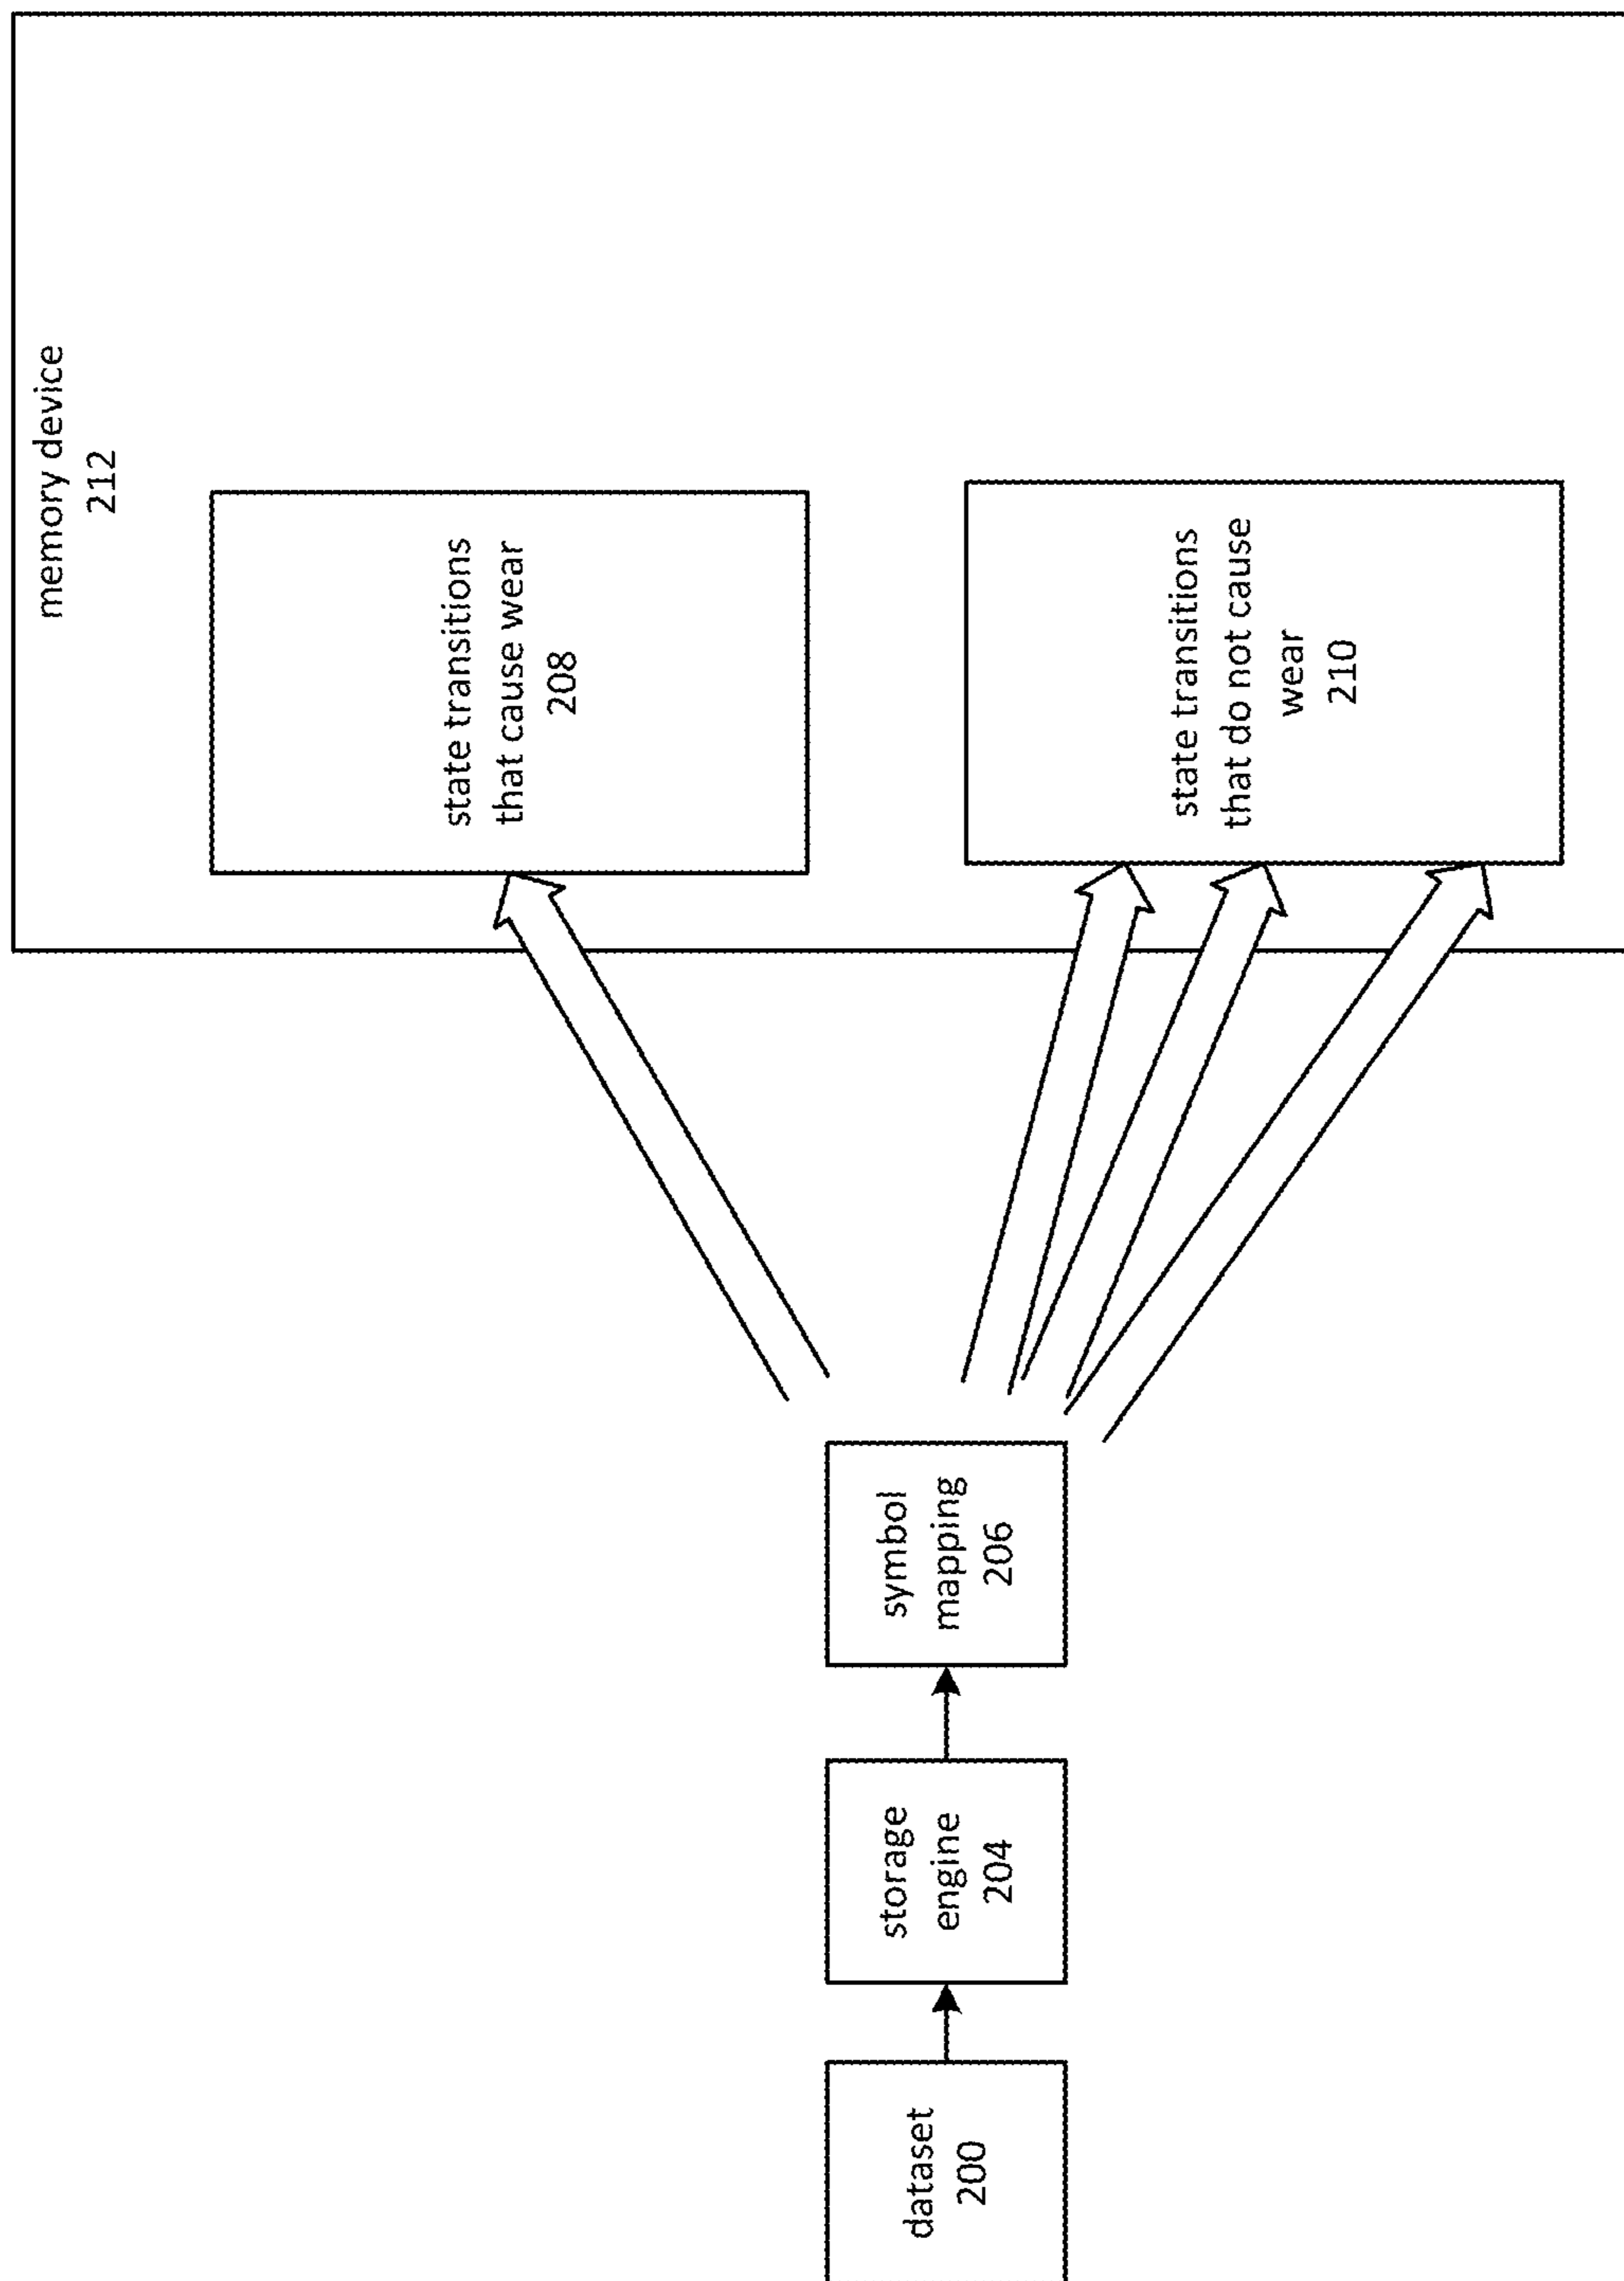 memory device
212
state transitions
that cause wear
208
state transitions
that do not cause
wear
210
symbol
mapping
206
storage
engine
204
dataset
200